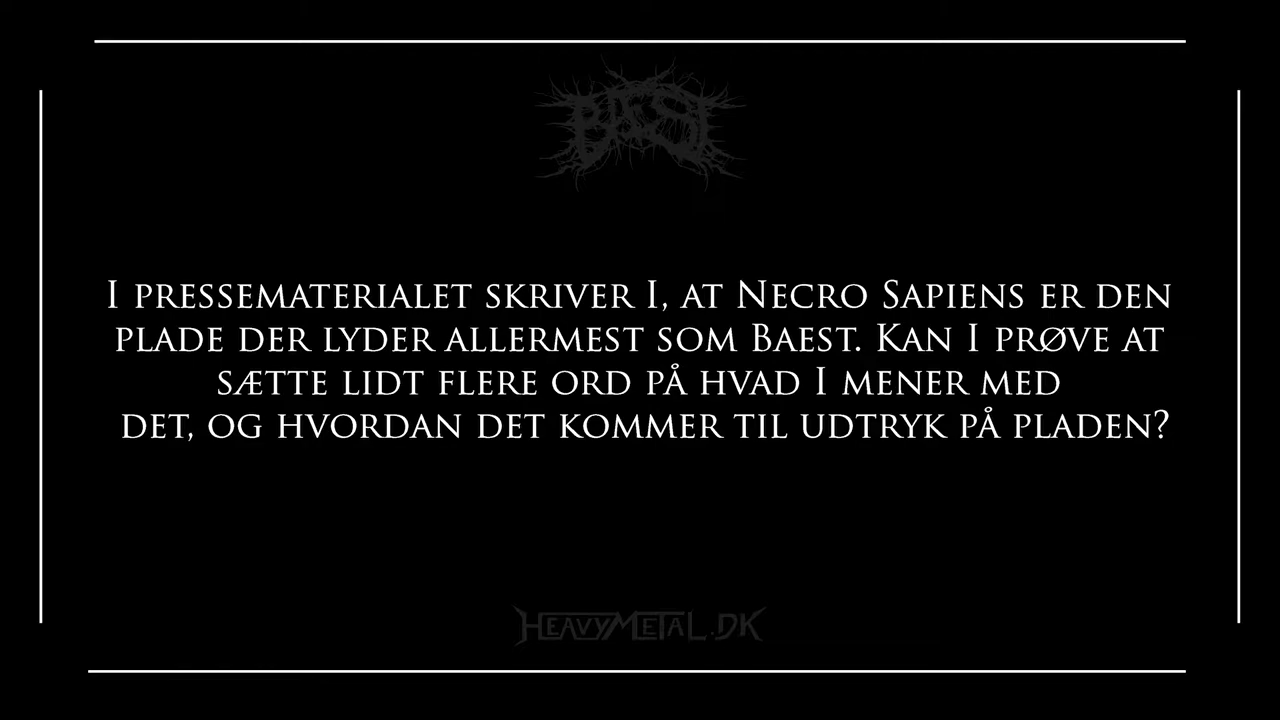 BAEST
I PRESSEMATERIALET SKRIVER I, AT NECRO SAPIENS ER DEN
PLADE DER LYDER ALLERMEST SOM BAEST. KAN I PRØVE AT
SÆTTE LIDT FLERE ORD PÅ HVAD I MENER MED
DET, OG HVORDAN DET KOMMER TIL UDTRYK PÅ PLADEN?
HEAVYMETAL.DK